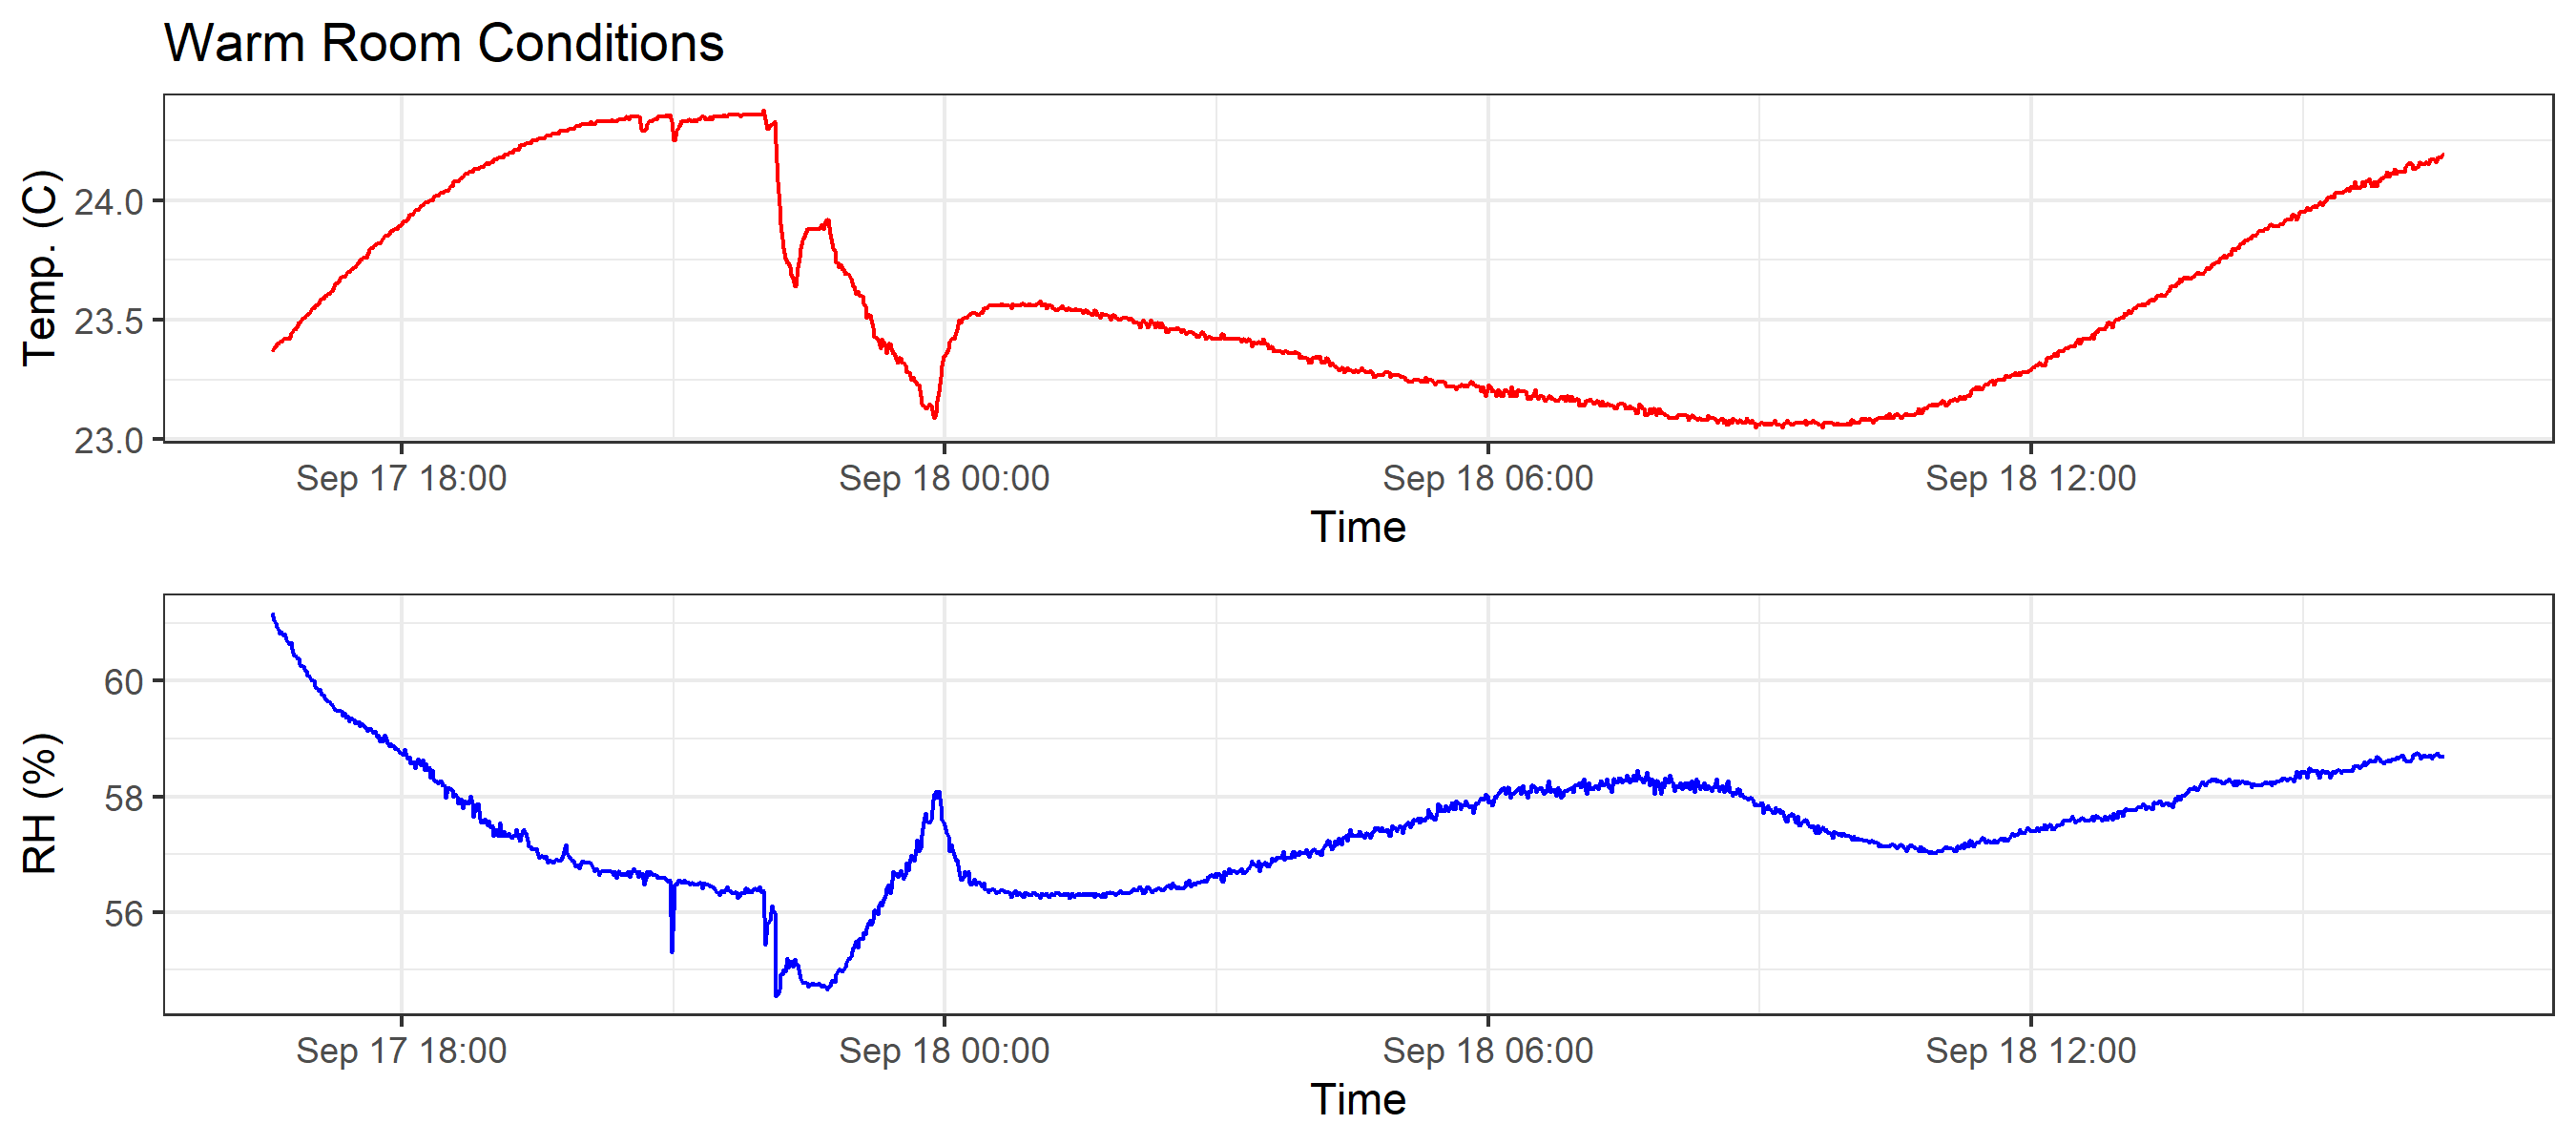 Warm Room Conditions
Temp. (C)
24.0
23.5
23.0
Sep 17 18:00 Sep 18 00:00 Sep 18 06:00 Sep 18 12:00
Time
RH (%)
60
58
56
Sep 17 18:00 Sep 18 00:00 Sep 18 06:00 Sep 18 12:00
Time